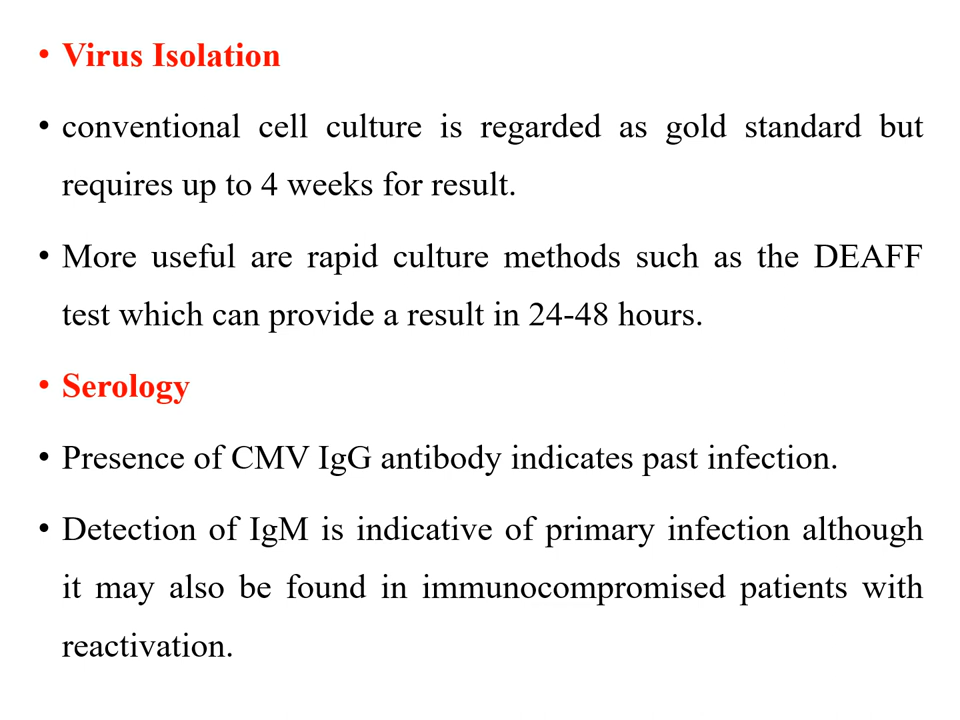 • Virus Isolation
• conventional cell culture is regarded as gold standard but
requires up to 4 weeks for result.
• More useful are rapid culture methods such as the DEAFF
test which can provide a result in 24-48 hours.
• Serology
• Presence of CMV IgG antibody indicates past infection.
• Detection of IgM is indicative of primary infection although
it may also be found in immunocompromised patients with
reactivation.